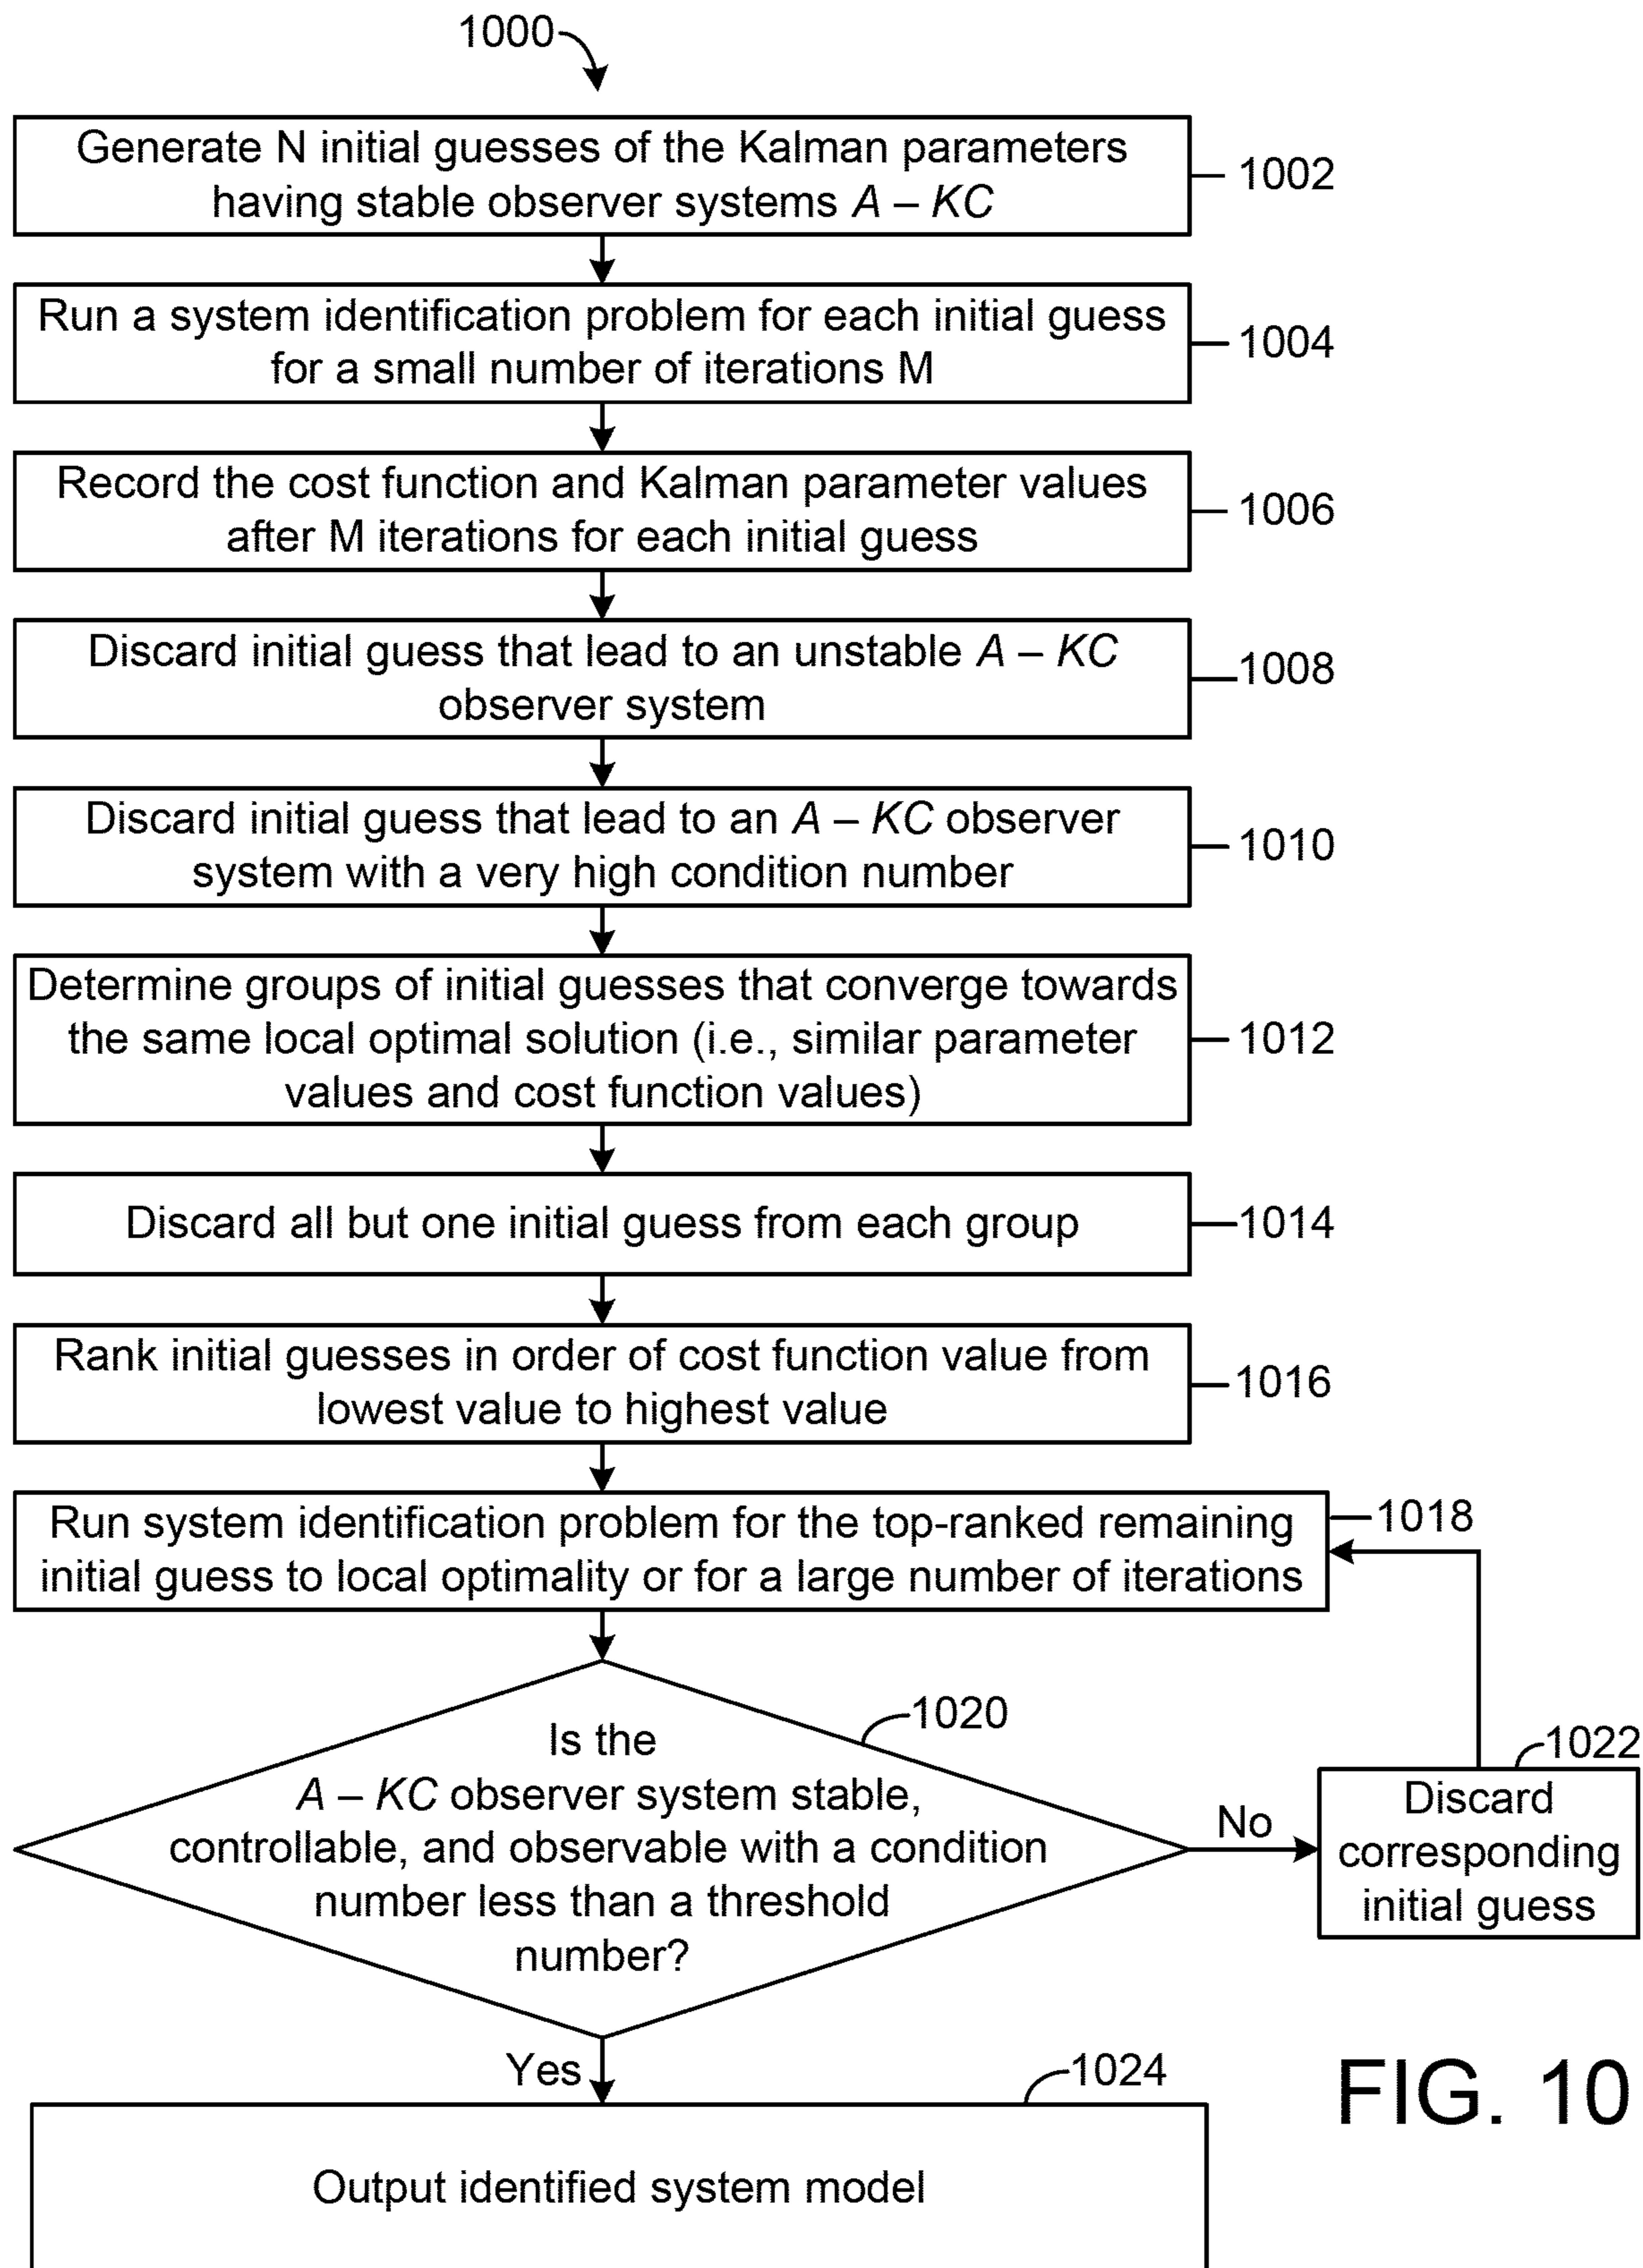 1000
Generate N initial guesses of the Kalman parameters
having stable observer systems A – KC
1002
Run a system identification problem for each initial guess
for a small number of iterations M
1004
Record the cost function and Kalman parameter values
after M iterations for each initial guess
1006
Discard initial guess that lead to an unstable A – KC
observer system
1008
Discard initial guess that lead to an A – KC observer
system with a very high condition number
1010
Determine groups of initial guesses that converge towards
the same local optimal solution (i.e., similar parameter
values and cost function values)
1012
Discard all but one initial guess from each group
1014
Rank initial guesses in order of cost function value from
lowest value to highest value
1016
Run system identification problem for the top-ranked remaining
initial guess to local optimality or for a large number of iterations
1018
Is the
A – KC observer system stable,
controllable, and observable with a condition
number less than a threshold
number?
1020
No
1022
Discard
corresponding
initial guess
Yes
1024
Output identified system model
FIG. 10